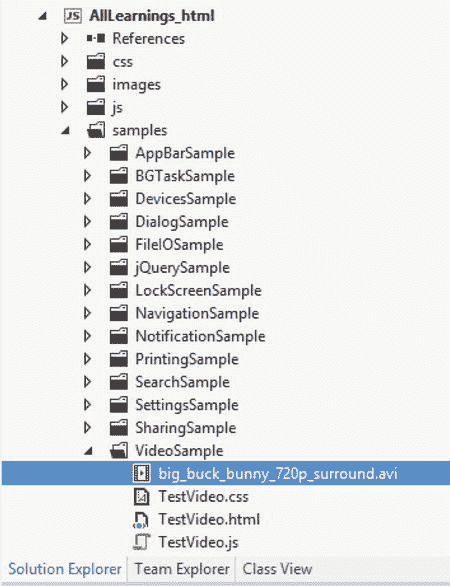 JS AllLearnings_html
References
css
images
js
samples
AppBarSample
BGTaskSample
DevicesSample
DialogSample
FileIOSample
jQuerySample
LockScreenSample
NavigationSample
NotificationSample
PrintingSample
SearchSample
SettingsSample
SharingSample
VideoSample
big_buck_bunny_720p_surround.avi
TestVideo.css
TestVideo.html
TestVideo.js
Solution Explorer Team Explorer Class View